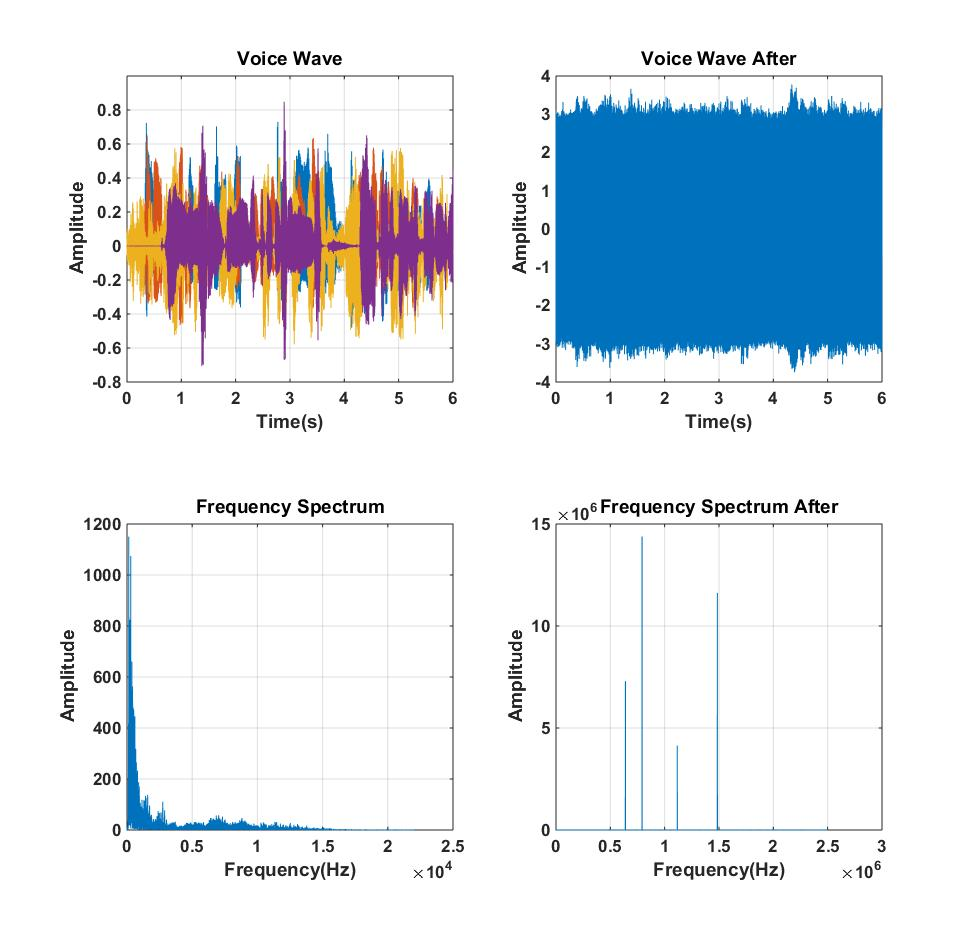 Voice Wave
0.8
0.6
0.4
0.2
0
-0.2
-0.4
-0.6
-0.8
Amplitude
0 1 2 3 4 5 6
Time(s)
Voice Wave After
4
3
2
1
0
-1
-2
-3
-4
Amplitude
0 1 2 3 4 5 6
Time(s)
Frequency Spectrum
1200
1000
800
600
400
200
0
Amplitude
0 0.5 1 1.5 2 2.5
Frequency(Hz) ×10^4
×10^6 Frequency Spectrum After
15
10
5
0
Amplitude
0 0.5 1 1.5 2 2.5 3
Frequency(Hz) ×10^6